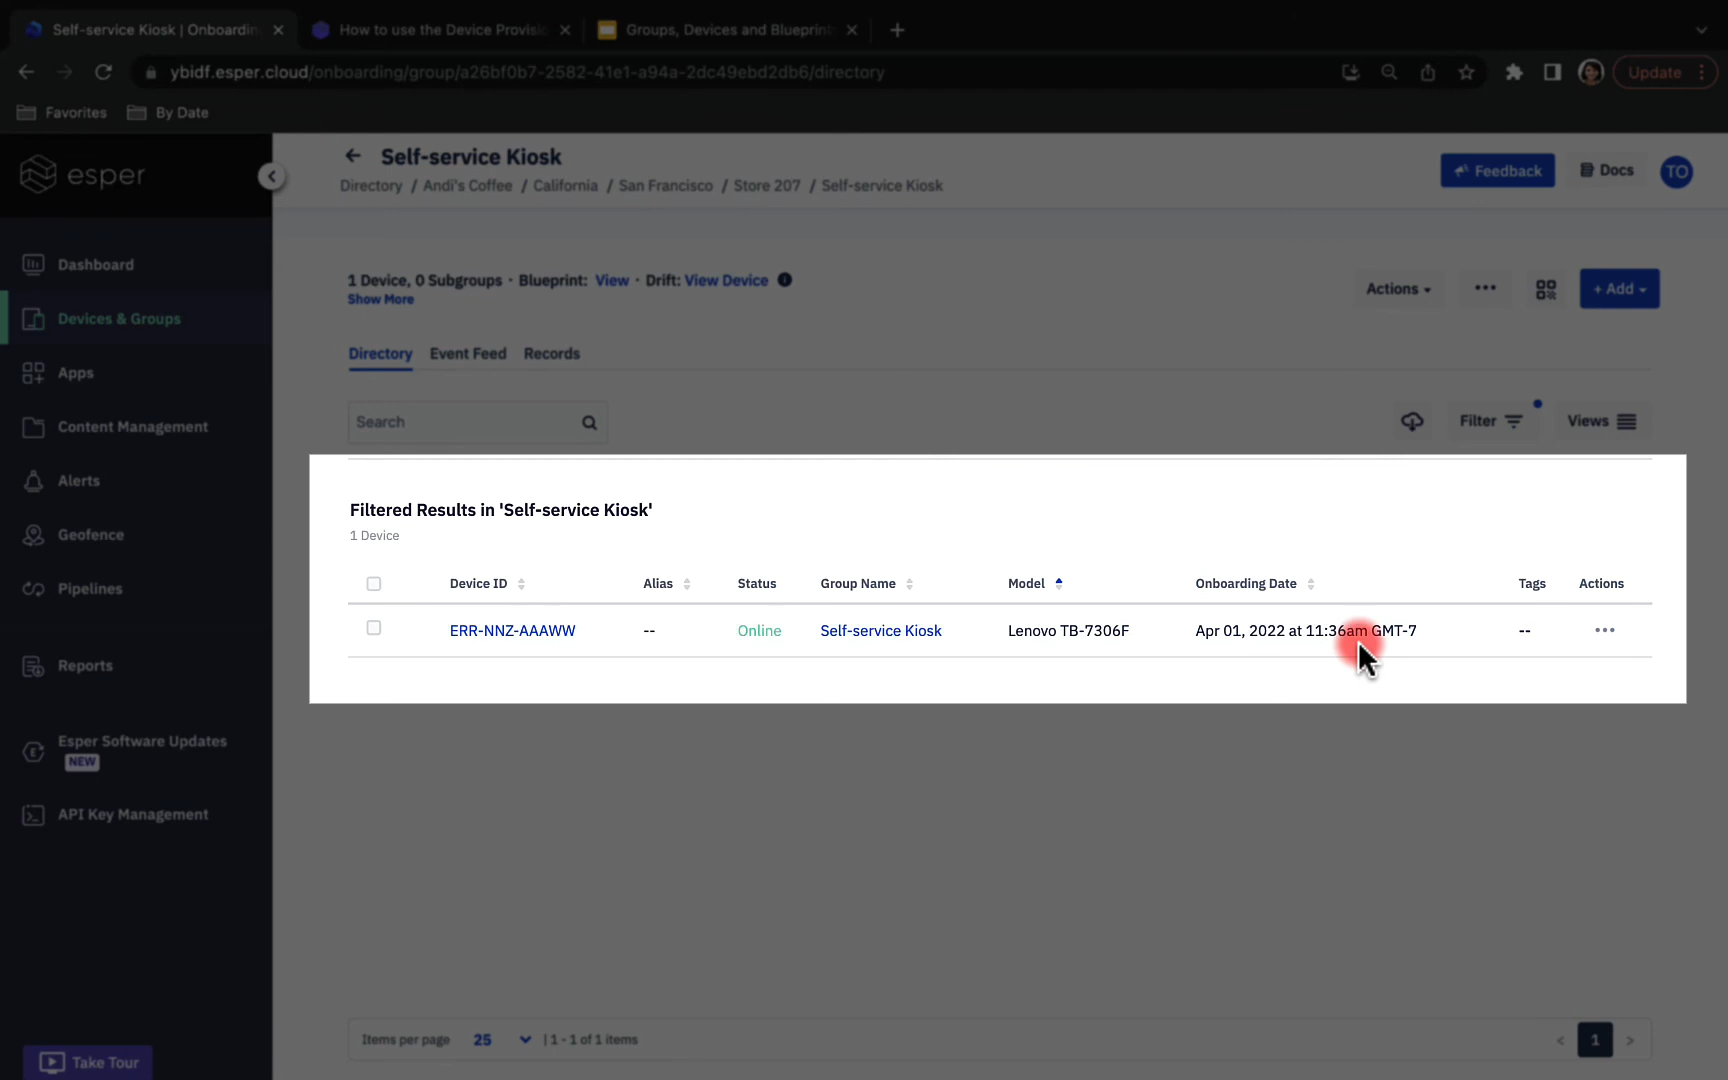 Self-service Kiosk | Onboardin
How to use the Device Provisi
Groups, Devices and Blueprint
ybidf.esper.cloud/onboarding/group/a26bf0b7-2582-41e1-a94a-2dc49ebd2db6/directory
Update
Favorites
By Date
esper
Self-service Kiosk
Directory / Andi's Coffee / California / San Francisco / Store 207 / Self-service Kiosk
Feedback
Docs
TO
Dashboard
Devices & Groups
Apps
Content Management
Alerts
Geofence
Pipelines
Reports
Esper Software Updates
NEW
API Key Management
Take Tour
1 Device, 0 Subgroups · Blueprint: View · Drift: View Device
Show More
Actions
+ Add
Directory Event Feed Records
Search
Filter
Views
Filtered Results in 'Self-service Kiosk'
1 Device
Device ID Alias Status Group Name Model Onboarding Date Tags Actions
ERR-NNZ-AAAWW -- Online Self-service Kiosk Lenovo TB-7306F Apr 01, 2022 at 11:36am GMT-7 --
Items per page 25 | 1 - 1 of 1 items
< 1 >